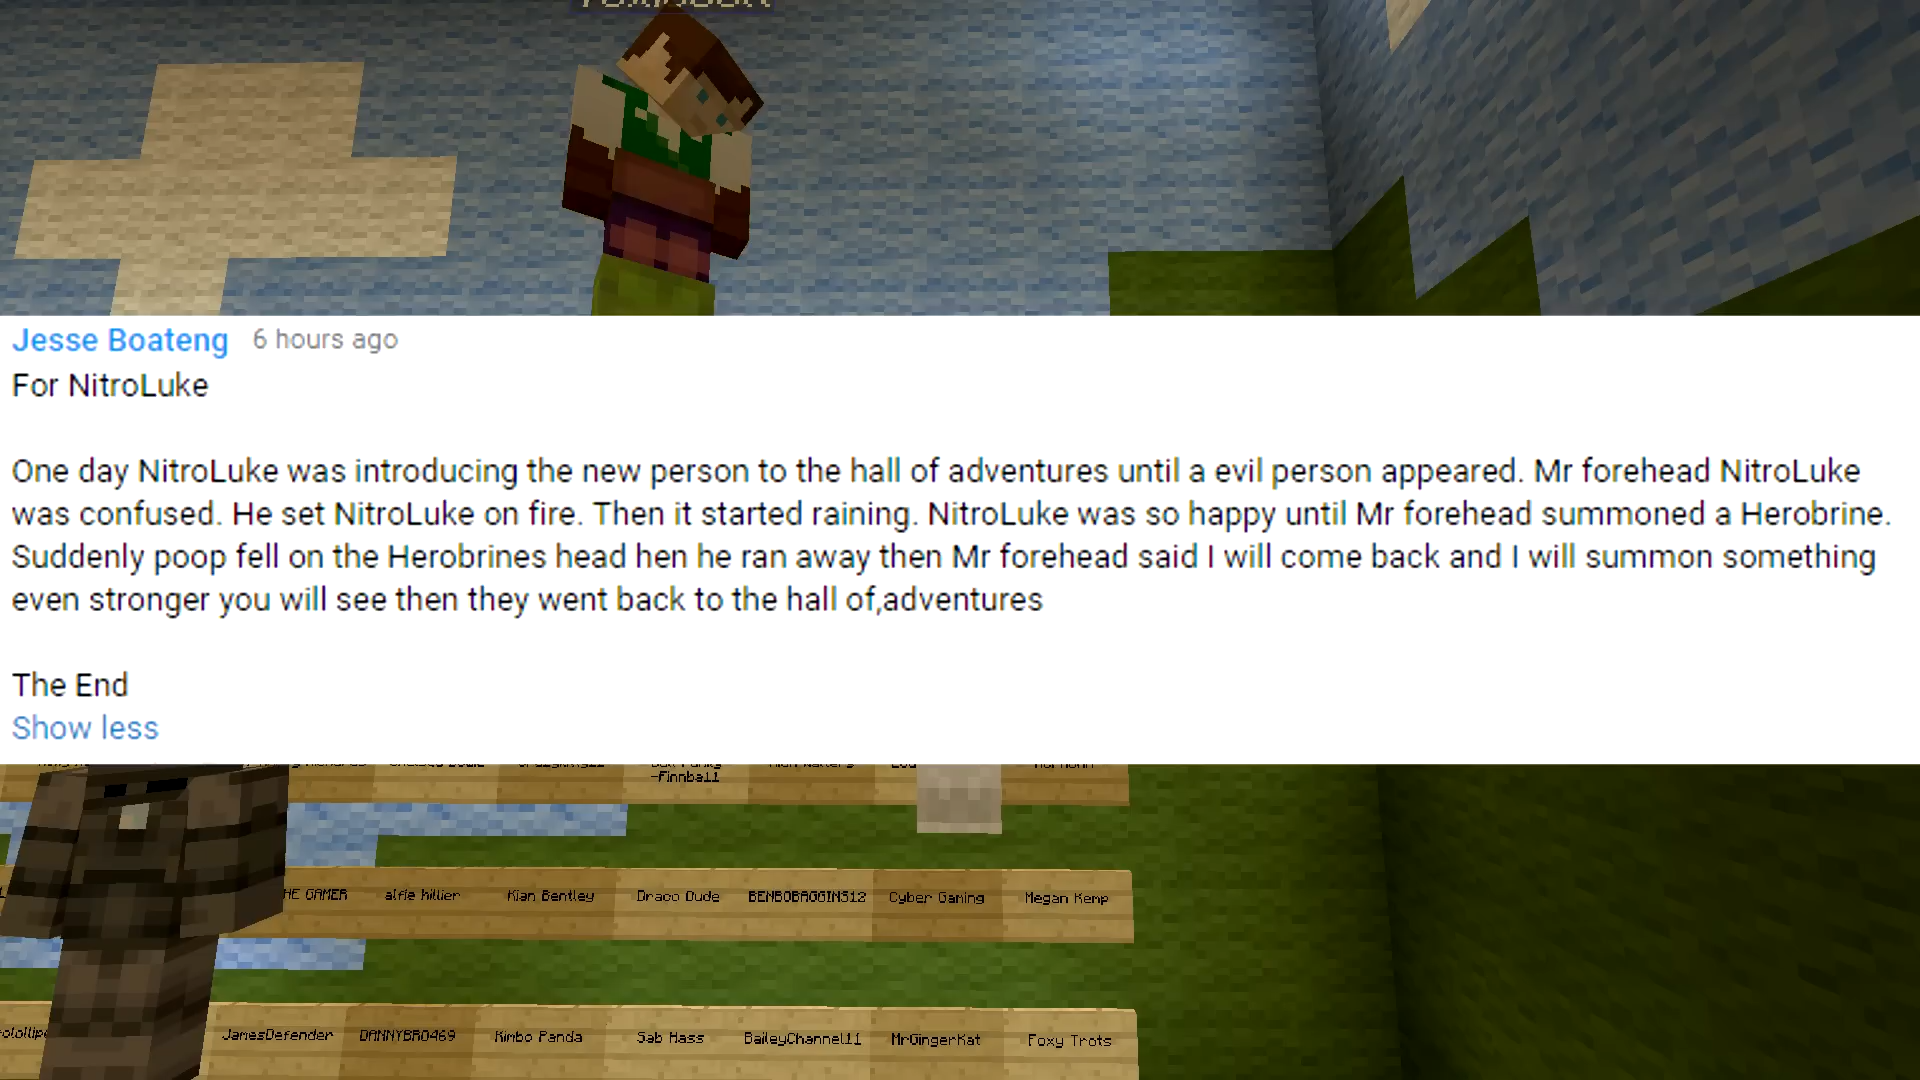 Jesse Boateng 6 hours ago
For NitroLuke
One day NitroLuke was introducing the new person to the hall of adventures until a evil person appeared. Mr forehead NitroLuke
was confused. He set NitroLuke on fire. Then it started raining. NitroLuke was so happy until Mr forehead summoned a Herobrine.
Suddenly poop fell on the Herobrines head hen he ran away then Mr forehead said I will come back and I will summon something
even stronger you will see then they went back to the hall of,adventures
The End
Show less
-Finnball
HE GAMER alfie hillier Kian Bentley Draco Dude BENBOBAGGINS12 Cyber Gaming Megan Kemp
JamesDefender DANNYBRO469 Kimbo Panda Sab Hass BaileyChannel11 MrGingerKat Foxy Trots